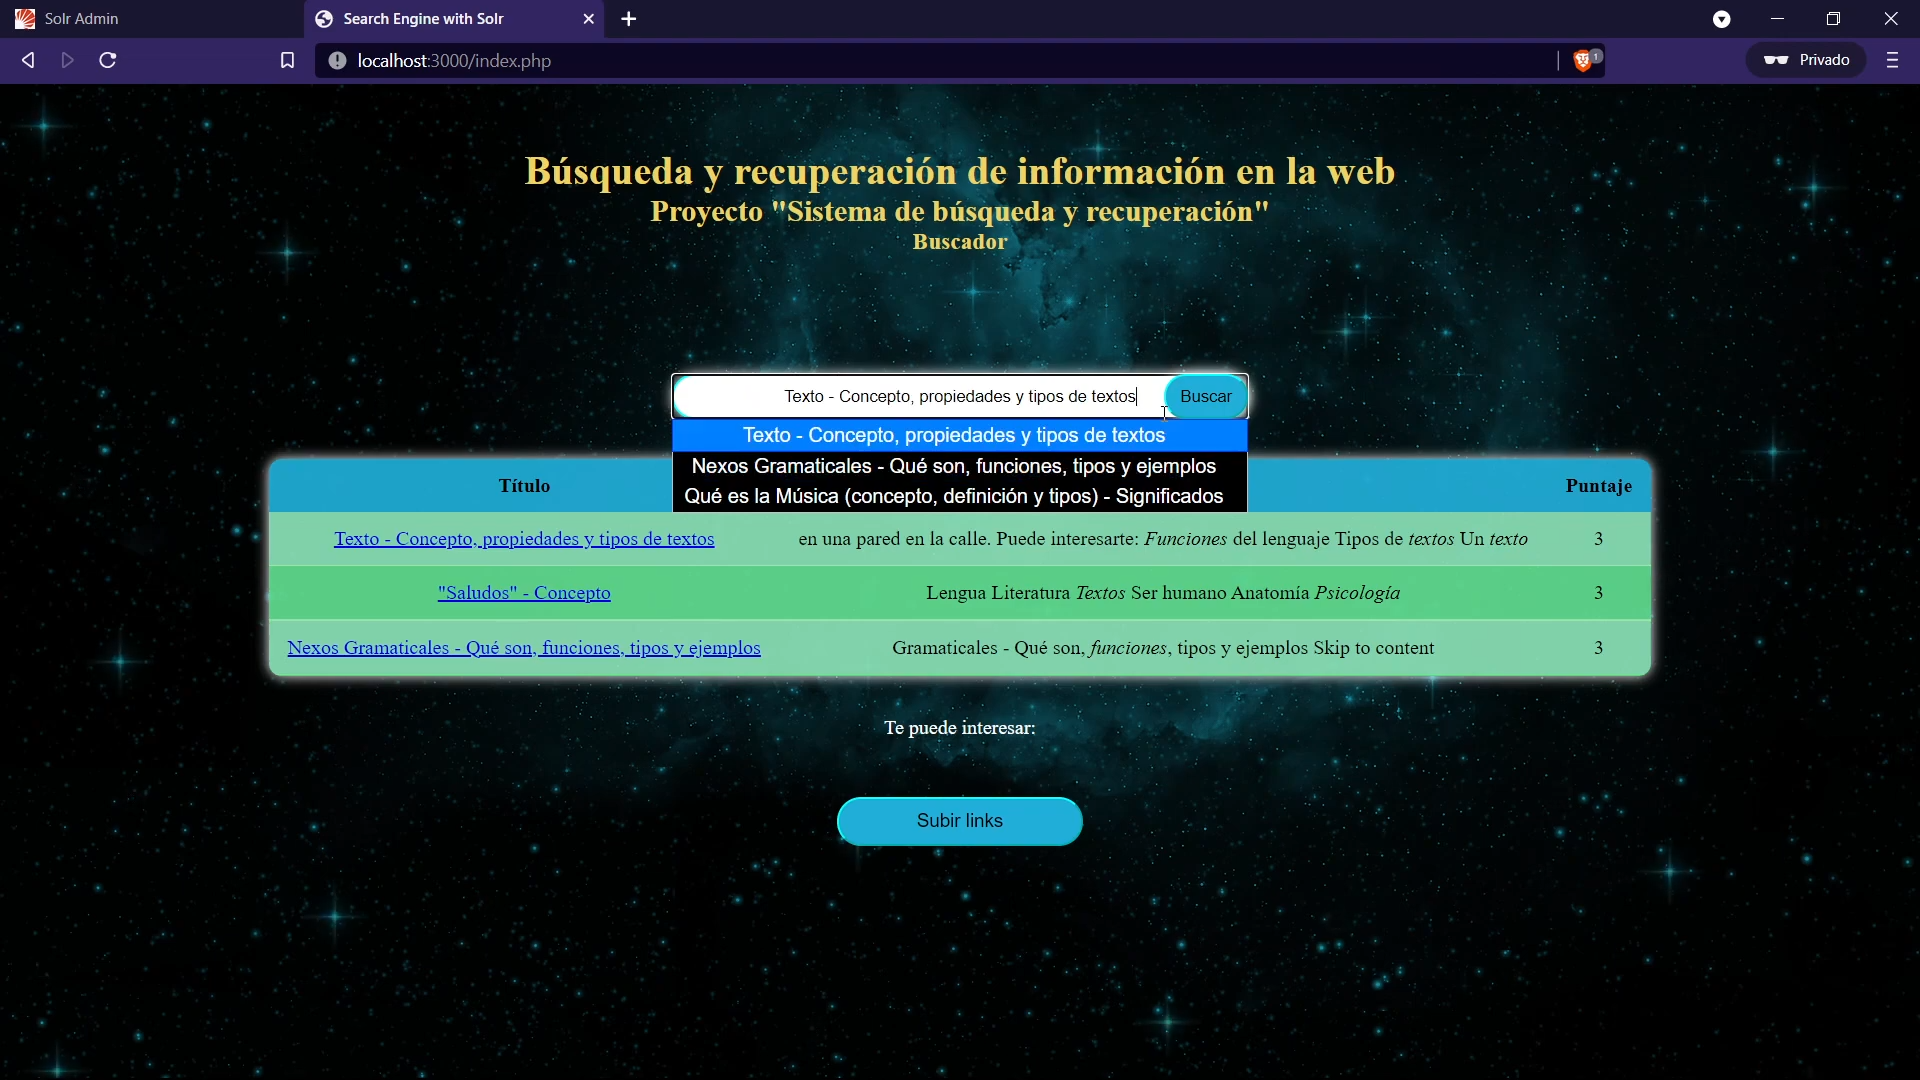 Solr Admin
Search Engine with Solr
localhost:3000/index.php
1
Privado
Búsqueda y recuperación de información en la web
Proyecto "Sistema de búsqueda y recuperación"
Buscador
Texto - Concepto, propiedades y tipos de textos
Buscar
Texto - Concepto, propiedades y tipos de textos
Nexos Gramaticales - Qué son, funciones, tipos y ejemplos
Qué es la Música (concepto, definición y tipos) - Significados
Título Puntaje
Texto - Concepto, propiedades y tipos de textos en una pared en la calle. Puede interesarte: Funciones del lenguaje Tipos de textos Un texto 3
"Saludos" - Concepto Lengua Literatura Textos Ser humano Anatomía Psicología 3
Nexos Gramaticales - Qué son, funciones, tipos y ejemplos Gramaticales - Qué son, funciones, tipos y ejemplos Skip to content 3
Te puede interesar:
Subir links